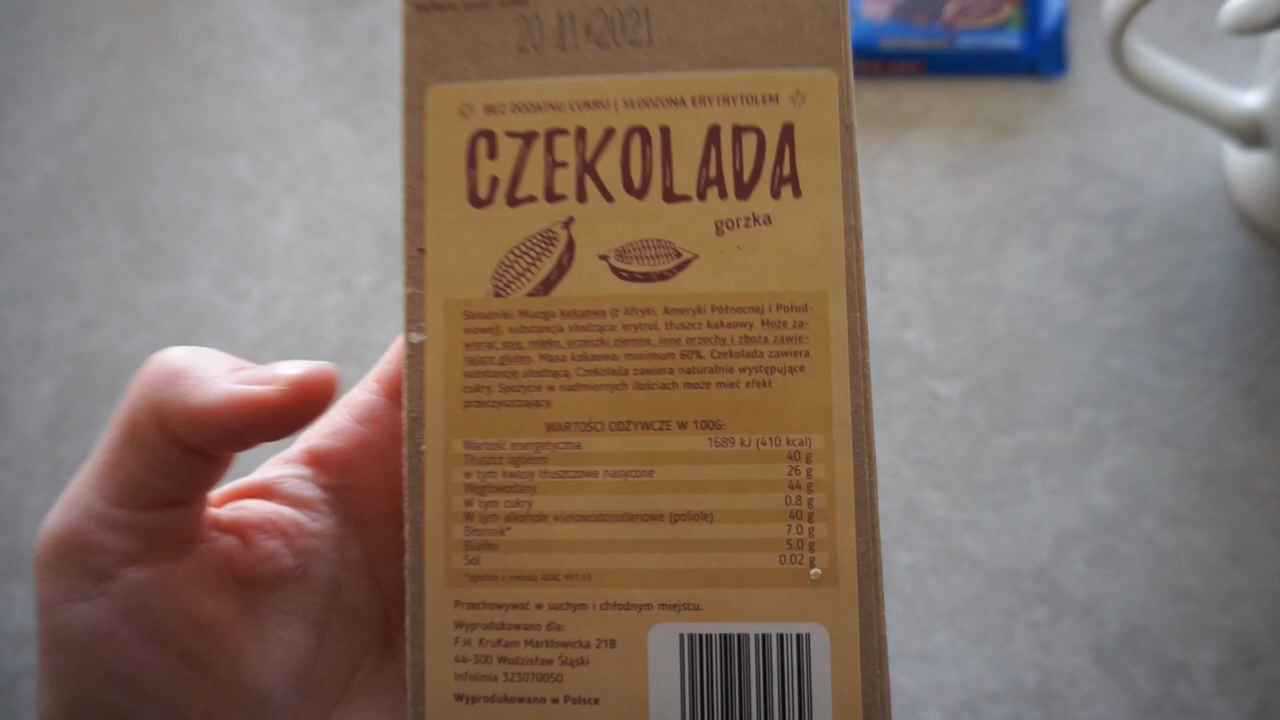 20 11 2021
BEZ DODATKU CUKRU | SŁODZONA ERYTRYTOLEM
CZEKOLADA
gorzka
Składniki: Miazga kakaowa (z Afryki, Ameryki Północnej i Połud-
niowej), substancja słodząca: erytrol, tłuszcz kakaowy. Może za-
wierać soję, mleko, orzeszki ziemne, inne orzechy i zboża zawie-
rające gluten. Masa kakaowa: minimum 60%. Czekolada zawiera
substancję słodzącą. Czekolada zawiera naturalnie występujące
cukry. Spożycie w nadmiernych ilościach może mieć efekt
przeczyszczający.
WARTOŚCI ODŻYWCZE W 100G:
Wartość energetyczna 1689 kJ (410 kcal)
Tłuszcz ogółem 40 g
w tym kwasy tłuszczowe nasycone 26 g
Węglowodany 44 g
W tym cukry 0.8 g
W tym alkohole wielowodorotlenowe (poliole) 40 g
Błonnik* 7.0 g
Białko 5.0 g
Sól 0.02 g
*zgodnie z metodą AOAC
Przechowywać w suchym i chłodnym miejscu.
Wyprodukowano dla:
F.H. KruKam Marklowicka 21B
44-300 Wodzisław Śląski
Infolinia 323070050
Wyprodukowano w Polsce